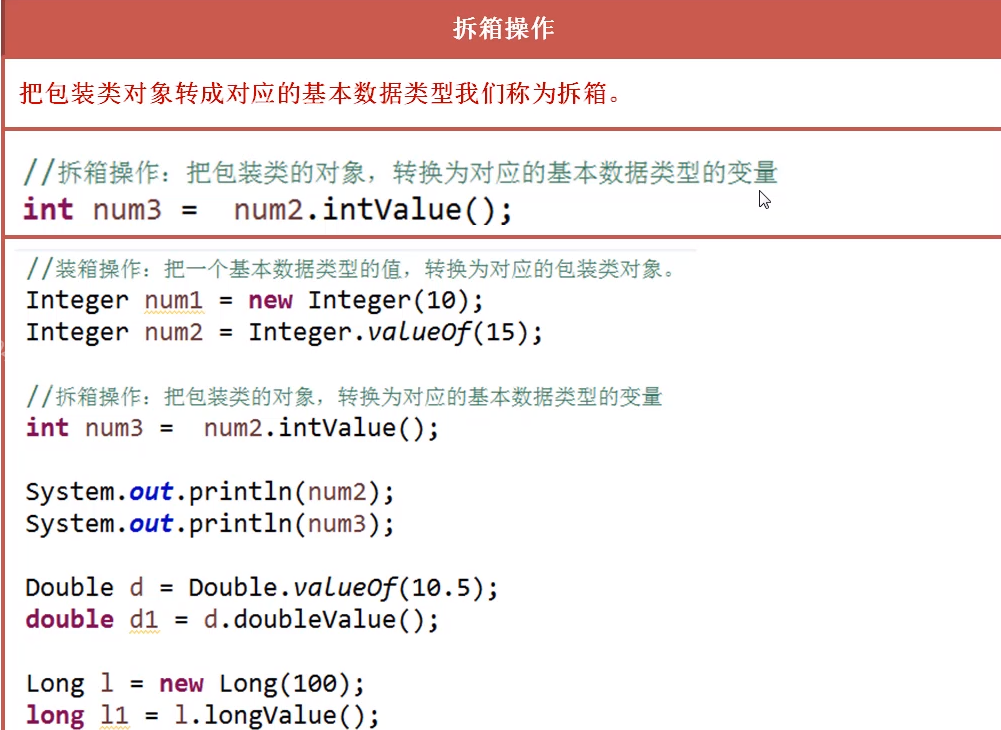 拆箱操作
把包装类对象转成对应的基本数据类型我们称为拆箱。
//拆箱操作：把包装类的对象，转换为对应的基本数据类型的变量
int num3 =  num2.intValue();
//装箱操作：把一个基本数据类型的值，转换为对应的包装类对象。
Integer num1 = new Integer(10);
Integer num2 = Integer.valueOf(15);
//拆箱操作：把包装类的对象，转换为对应的基本数据类型的变量
int num3 =  num2.intValue();
System.out.println(num2);
System.out.println(num3);
Double d = Double.valueOf(10.5);
double d1 = d.doubleValue();
Long l = new Long(100);
long l1 = l.longValue();